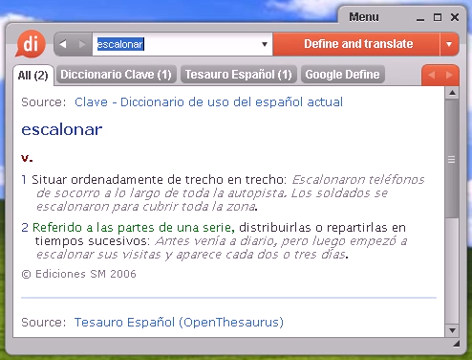 Menu
di
escalonar
Define and translate
All (2)
Diccionario Clave (1)
Tesauro Español (1)
Google Define
Source: Clave - Diccionario de uso del español actual
escalonar
v.
1 Situar ordenadamente de trecho en trecho: Escalonaron teléfonos
de socorro a lo largo de toda la autopista. Los soldados se
escalonaron para cubrir toda la zona.
2 Referido a las partes de una serie, distribuirlas o repartirlas en
tiempos sucesivos: Antes venía a diario, pero luego empezó a
escalonar sus visitas y aparece cada dos o tres días.
© Ediciones SM 2006
Source: Tesauro Español (OpenThesaurus)